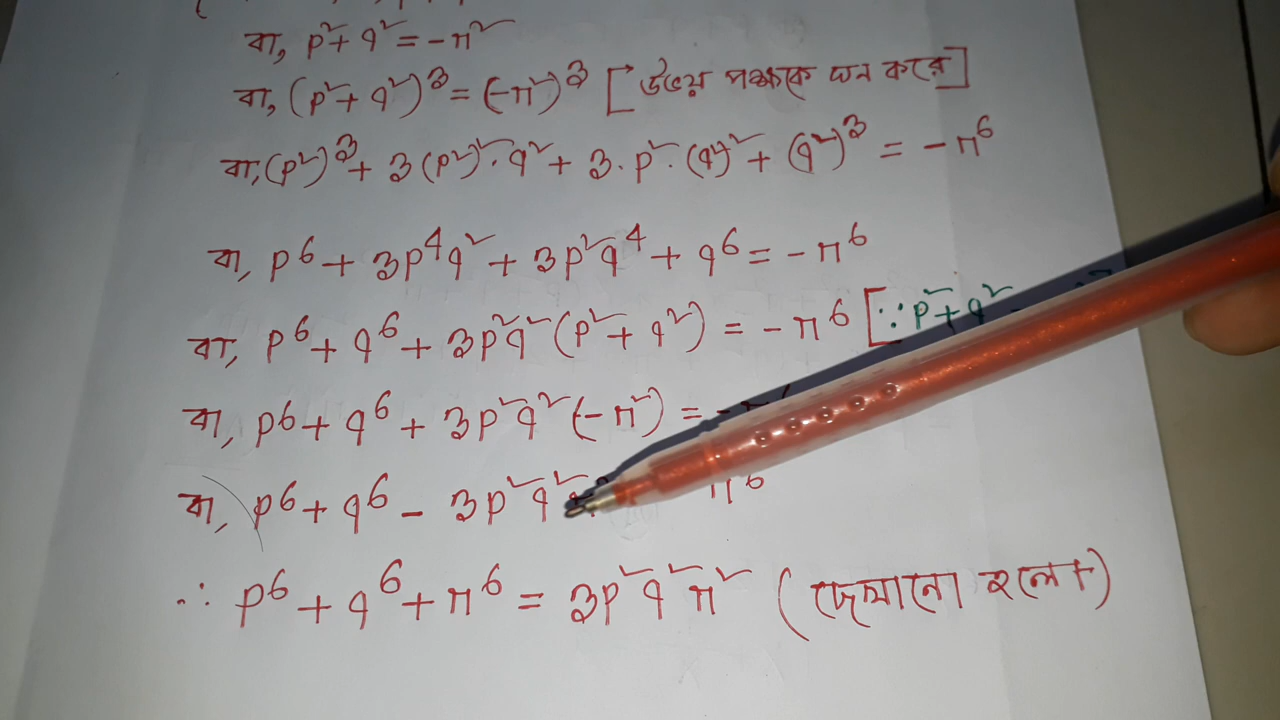 বা, p²+ q² = -r²
বা, (p²+ q²)³ = (-r²)³ [উভয় পক্ষকে ঘন করে]
বা, (p²)³ + 3(p²)²·q² + 3·p²·(q²)² + (q²)³ = -r⁶
বা, p⁶ + 3p⁴q² + 3p²q⁴ + q⁶ = -r⁶
বা, p⁶ + q⁶ + 3p²q²(p²+ q²) = -r⁶ [∵ p²+ q²
বা, p⁶ + q⁶ + 3p²q²(-r²) =
বা, p⁶ + q⁶ - 3p²q² r⁶
∴ p⁶ + q⁶ + r⁶ = 3p²q²r² (দেখানো হলো)